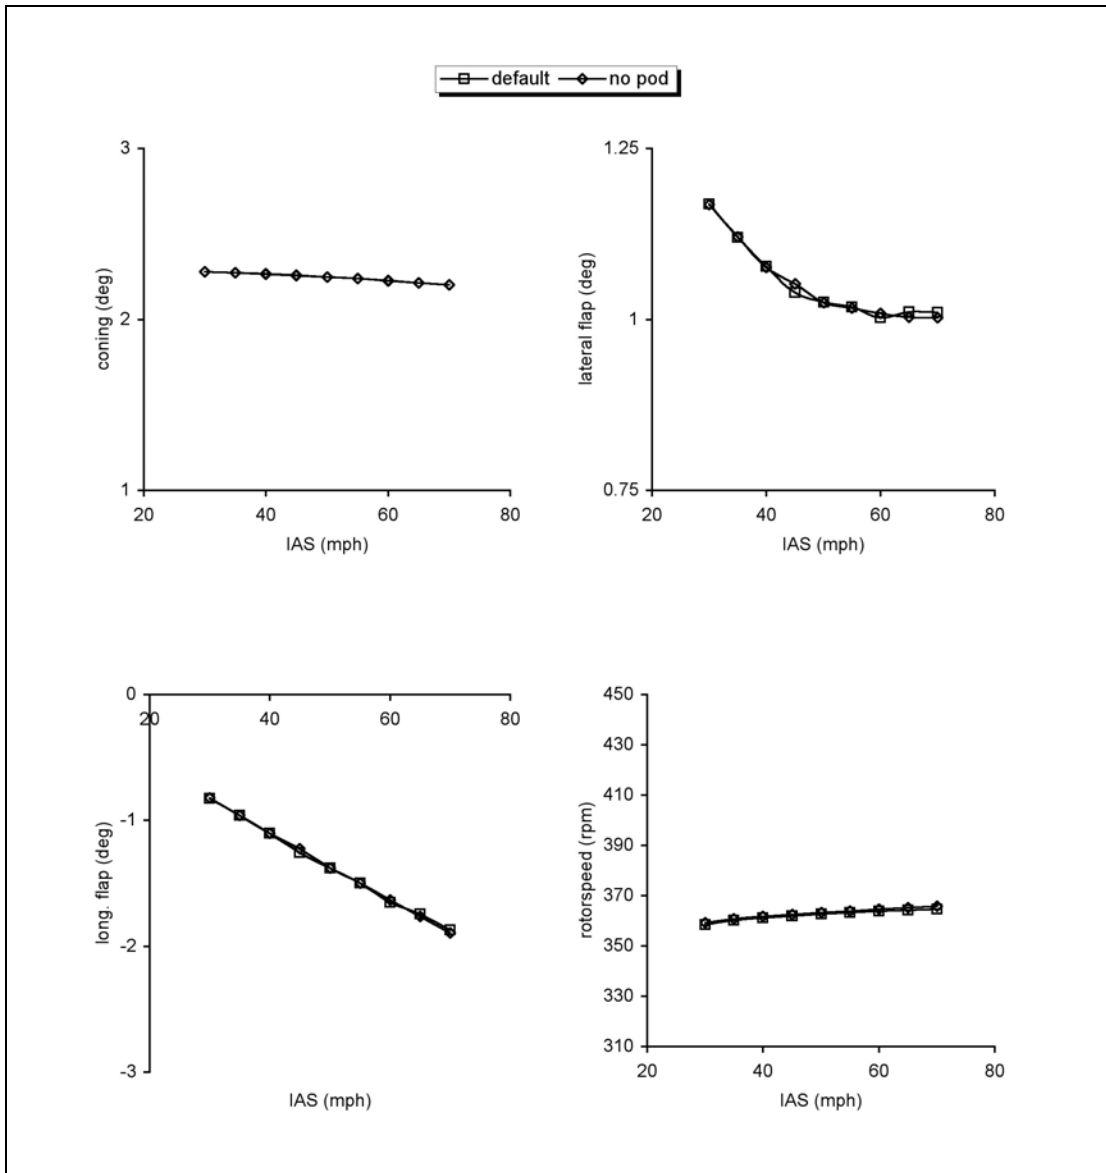 default no pod
3
2
1
20 40 60 80
coning (deg)
IAS (mph)
1.25
1
0.75
20 40 60 80
lateral flap (deg)
IAS (mph)
0
20 40 60 80
-1
-2
-3
long. flap (deg)
IAS (mph)
450
430
410
390
370
350
330
310
20 40 60 80
rotorspeed (rpm)
IAS (mph)